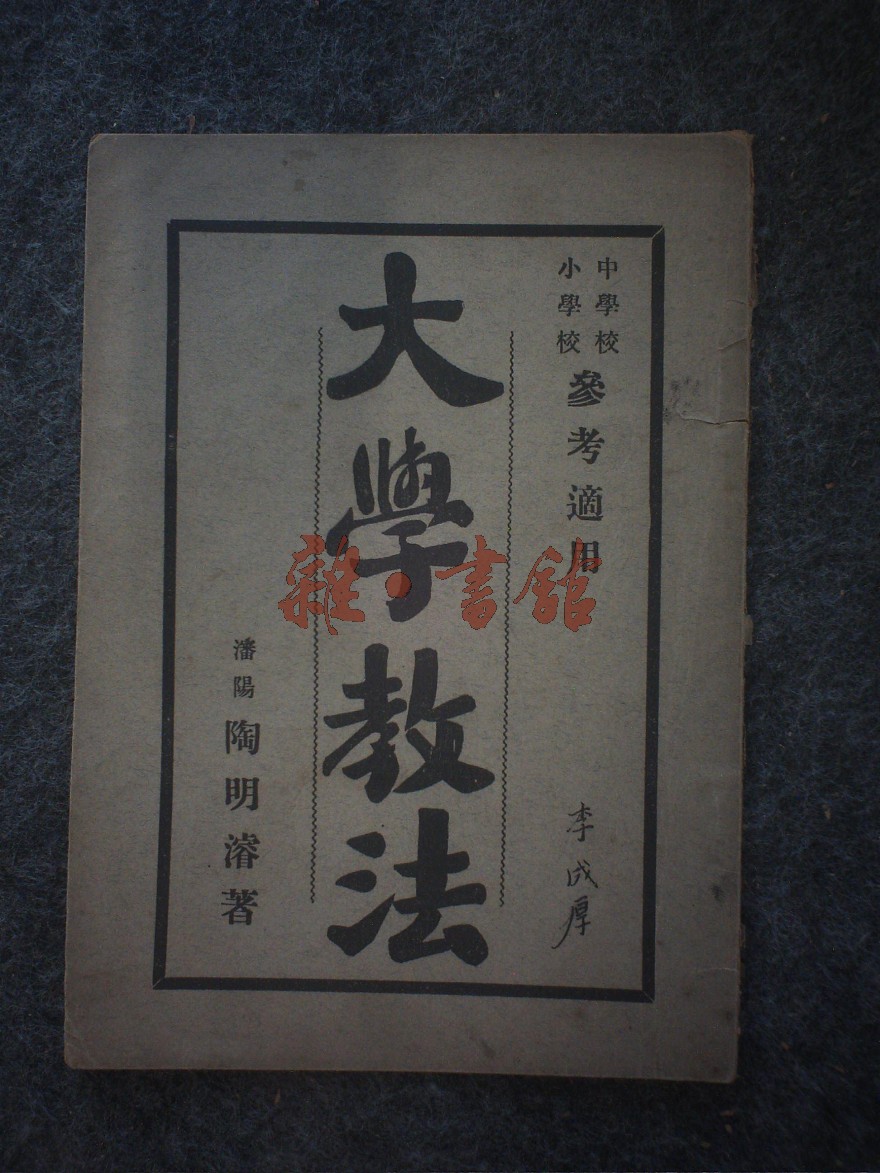 中學校
小學校
參考適用
大學教法
瀋陽
陶明濬著
李成厚
雜·書館